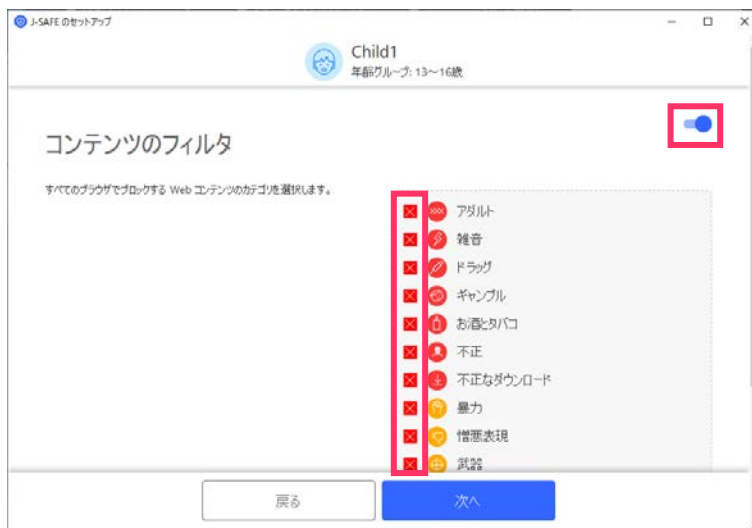 J-SAFE のセットアップ
Child1
年齢グループ: 13～16歳
コンテンツのフィルタ
すべてのブラウザでブロックする Web コンテンツのカテゴリを選択します。
アダルト
雑音
ドラッグ
ギャンブル
お酒とタバコ
不正
不正なダウンロード
暴力
憎悪表現
武器
戻る
次へ